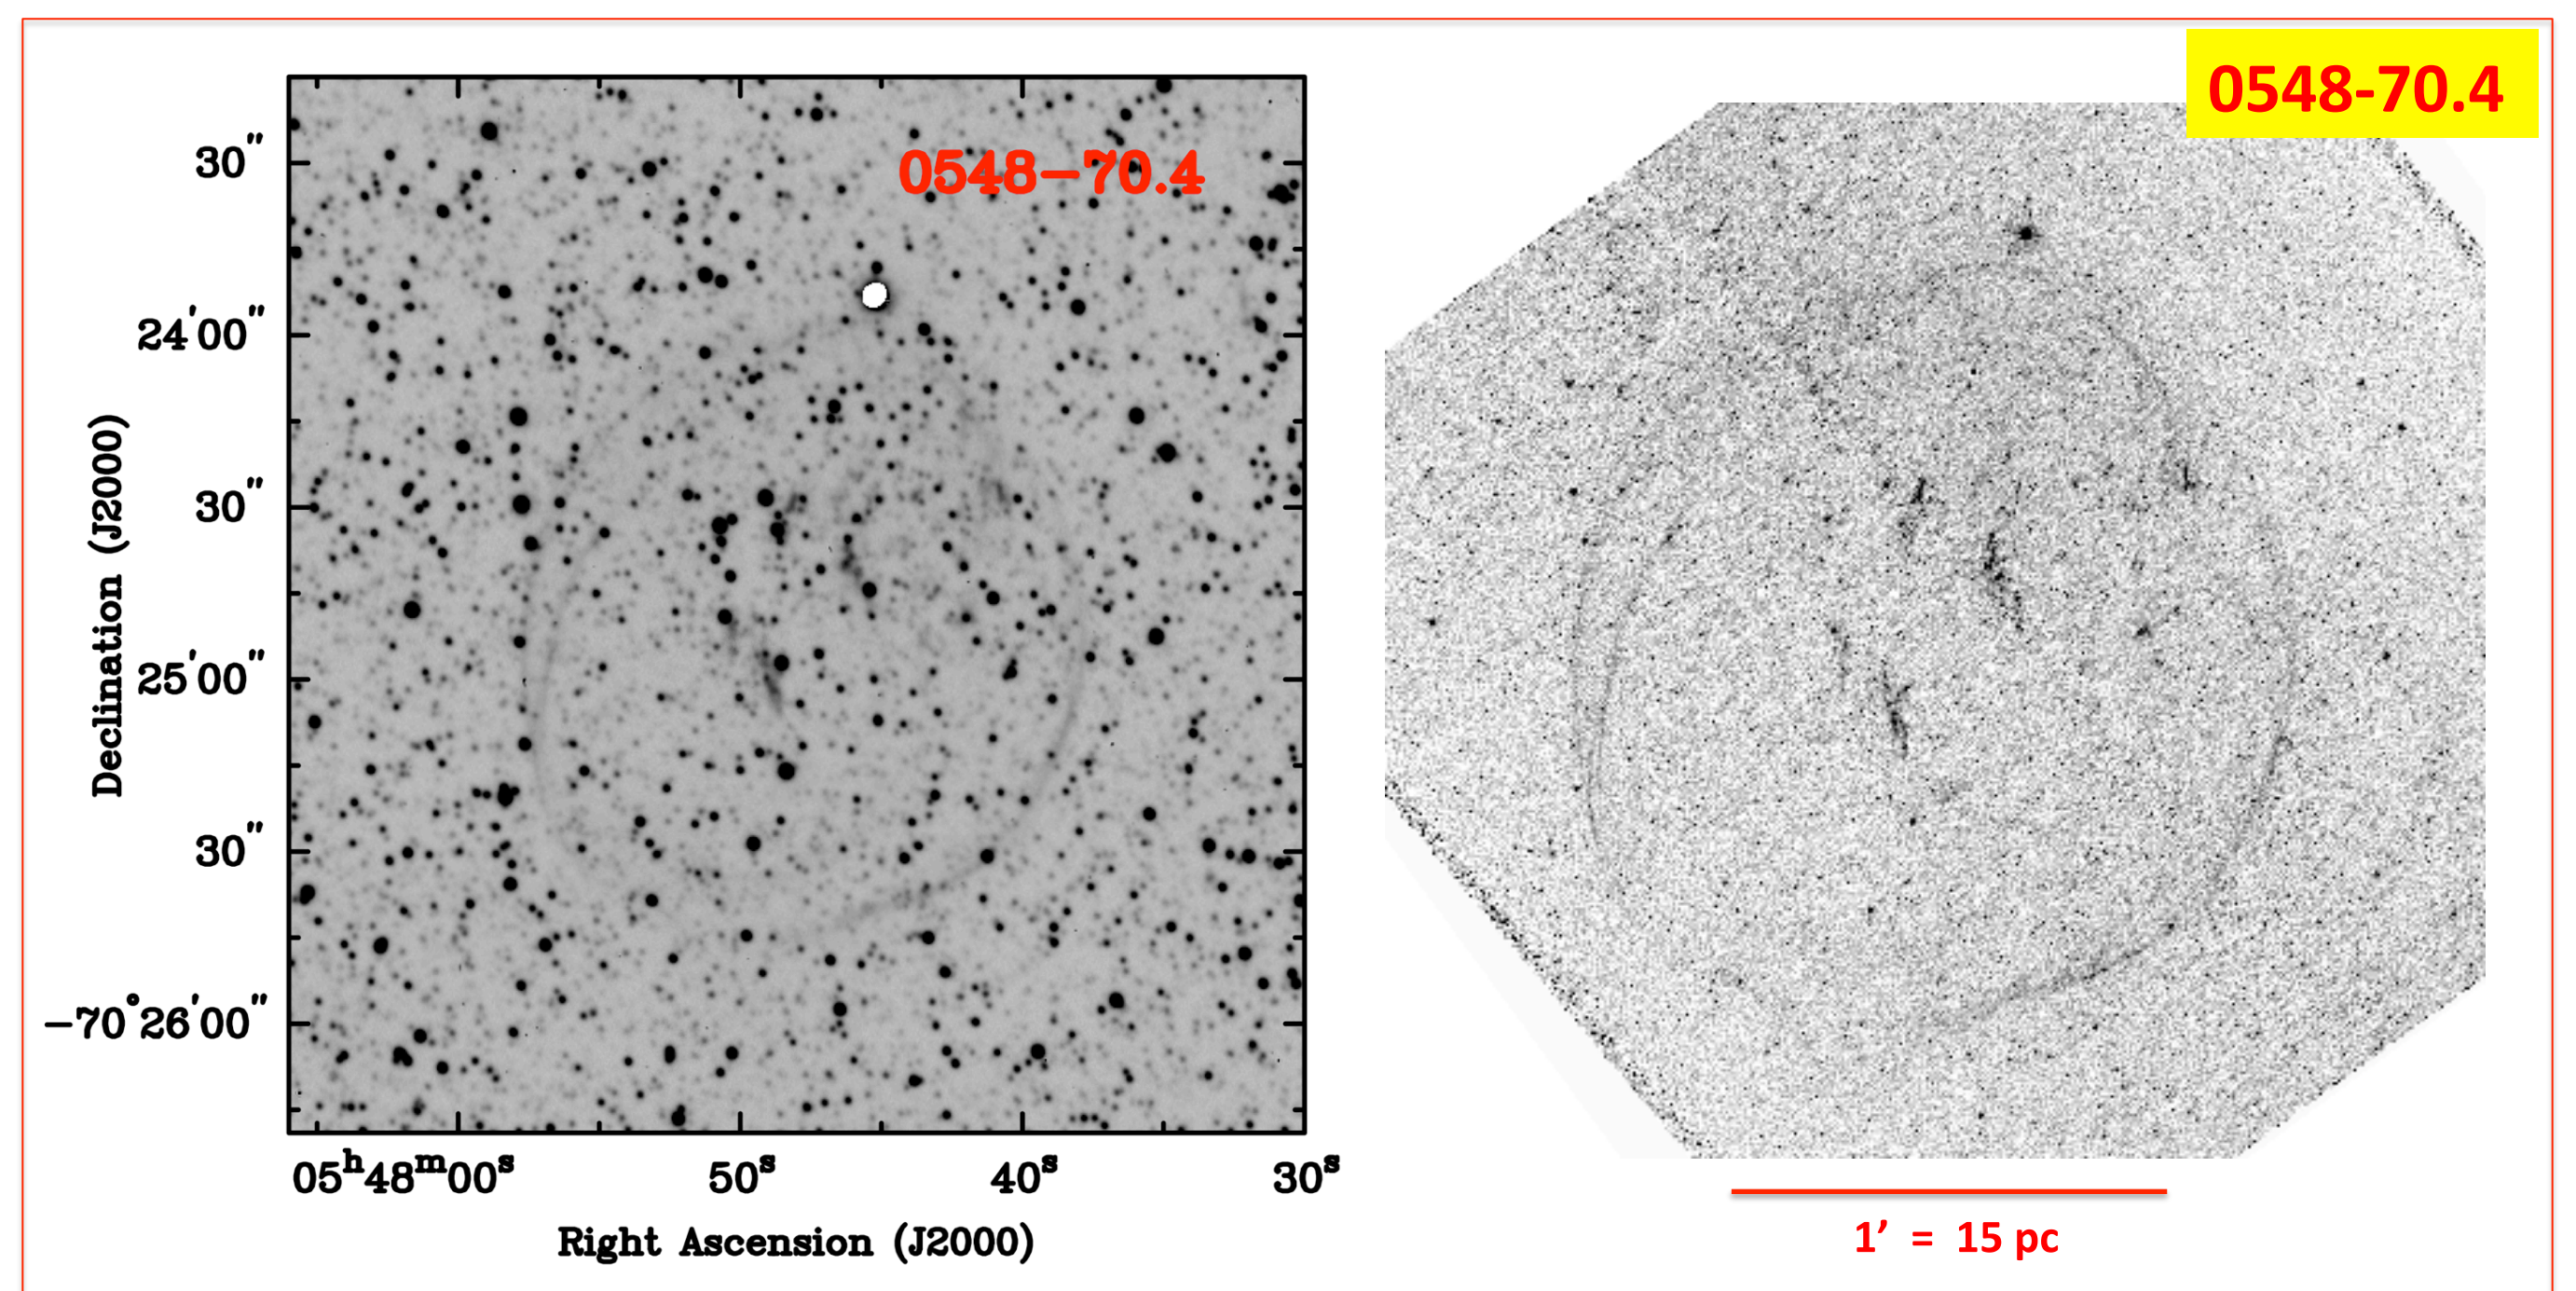 0548-70.4
0548−70.4
30″
24′00″
30″
25′00″
30″
−70°26′00″
Declination (J2000)
05ʰ48ᵐ00ˢ 50ˢ 40ˢ 30ˢ
Right Ascension (J2000)
1’ = 15 pc